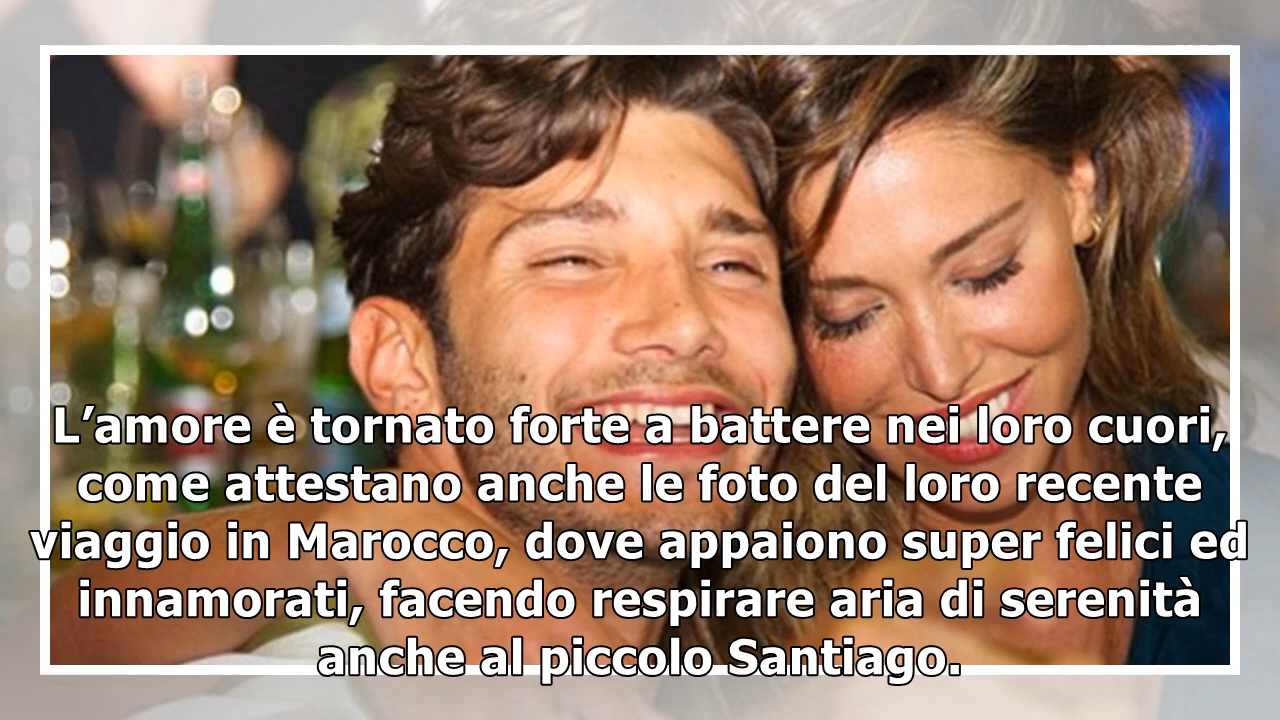 L’amore è tornato forte a battere nei loro cuori,
come attestano anche le foto del loro recente
viaggio in Marocco, dove appaiono super felici ed
innamorati, facendo respirare aria di serenità
anche al piccolo Santiago.